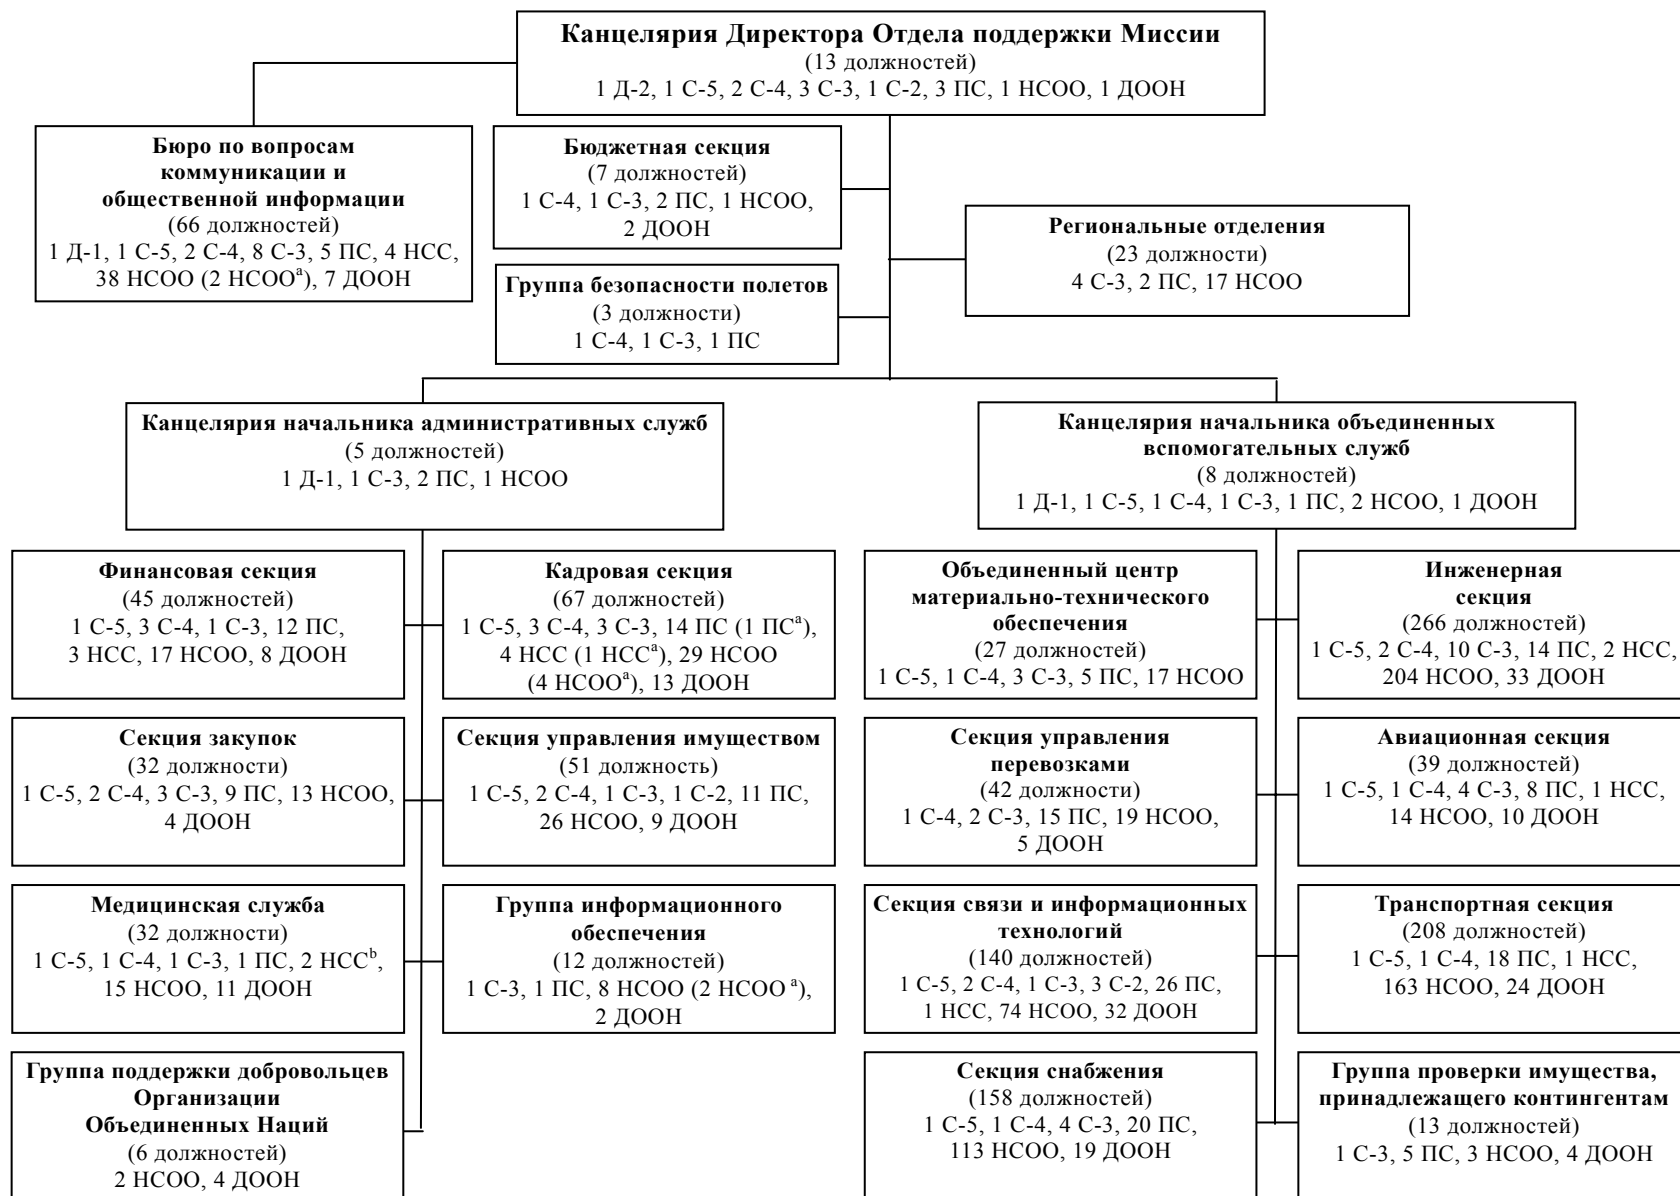 Канцелярия Директора Отдела поддержки Миссии
(13 должностей)
1 Д-2, 1 С-5, 2 С-4, 3 С-3, 1 С-2, 3 ПС, 1 НСОО, 1 ДООН
Бюро по вопросам
коммуникации и
общественной информации
(66 должностей)
1 Д-1, 1 С-5, 2 С-4, 8 С-3, 5 ПС, 4 НСС,
38 НСОО (2 НСООᵃ), 7 ДООН
Бюджетная секция
(7 должностей)
1 С-4, 1 С-3, 2 ПС, 1 НСОО,
2 ДООН
Региональные отделения
(23 должности)
4 С-3, 2 ПС, 17 НСОО
Группа безопасности полетов
(3 должности)
1 С-4, 1 С-3, 1 ПС
Канцелярия начальника административных служб
(5 должностей)
1 Д-1, 1 С-3, 2 ПС, 1 НСОО
Канцелярия начальника объединенных
вспомогательных служб
(8 должностей)
1 Д-1, 1 С-5, 1 С-4, 1 С-3, 1 ПС, 2 НСОО, 1 ДООН
Финансовая секция
(45 должностей)
1 С-5, 3 С-4, 1 С-3, 12 ПС,
3 НСС, 17 НСОО, 8 ДООН
Кадровая секция
(67 должностей)
1 С-5, 3 С-4, 3 С-3, 14 ПС (1 ПСᵃ),
4 НСС (1 НССᵃ), 29 НСОО
(4 НСООᵃ), 13 ДООН
Объединенный центр
материально-технического
обеспечения
(27 должностей)
1 С-5, 1 С-4, 3 С-3, 5 ПС, 17 НСОО
Инженерная
секция
(266 должностей)
1 С-5, 2 С-4, 10 С-3, 14 ПС, 2 НСС,
204 НСОО, 33 ДООН
Секция закупок
(32 должности)
1 С-5, 2 С-4, 3 С-3, 9 ПС, 13 НСОО,
4 ДООН
Секция управления имуществом
(51 должность)
1 С-5, 2 С-4, 1 С-3, 1 С-2, 11 ПС,
26 НСОО, 9 ДООН
Секция управления
перевозками
(42 должности)
1 С-4, 2 С-3, 15 ПС, 19 НСОО,
5 ДООН
Авиационная секция
(39 должностей)
1 С-5, 1 С-4, 4 С-3, 8 ПС, 1 НСС,
14 НСОО, 10 ДООН
Медицинская служба
(32 должности)
1 С-5, 1 С-4, 1 С-3, 1 ПС, 2 НССᵇ,
15 НСОО, 11 ДООН
Группа информационного
обеспечения
(12 должностей)
1 С-3, 1 ПС, 8 НСОО (2 НСОО ᵃ),
2 ДООН
Секция связи и информационных
технологий
(140 должностей)
1 С-5, 2 С-4, 1 С-3, 3 С-2, 26 ПС,
1 НСС, 74 НСОО, 32 ДООН
Транспортная секция
(208 должностей)
1 С-5, 1 С-4, 18 ПС, 1 НСС,
163 НСОО, 24 ДООН
Группа поддержки добровольцев
Организации
Объединенных Наций
(6 должностей)
2 НСОО, 4 ДООН
Секция снабжения
(158 должностей)
1 С-5, 1 С-4, 4 С-3, 20 ПС,
113 НСОО, 19 ДООН
Группа проверки имущества,
принадлежащего контингентам
(13 должностей)
1 С-3, 5 ПС, 3 НСОО, 4 ДООН